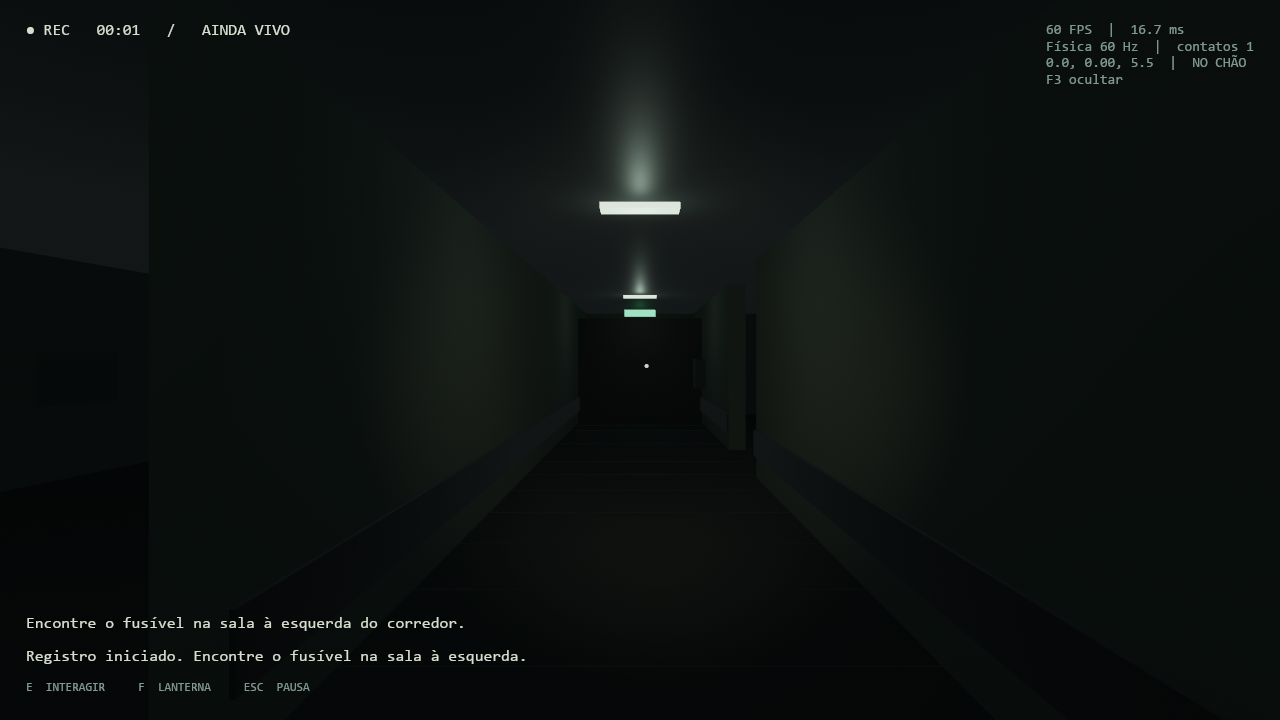 ● REC 00:01 / AINDA VIVO
60 FPS | 16.7 ms
Física 60 Hz | contatos 1
0.0, 0.00, 5.5 | NO CHÃO
F3 ocultar
Encontre o fusível na sala à esquerda do corredor.
Registro iniciado. Encontre o fusível na sala à esquerda.
E INTERAGIR F LANTERNA ESC PAUSA